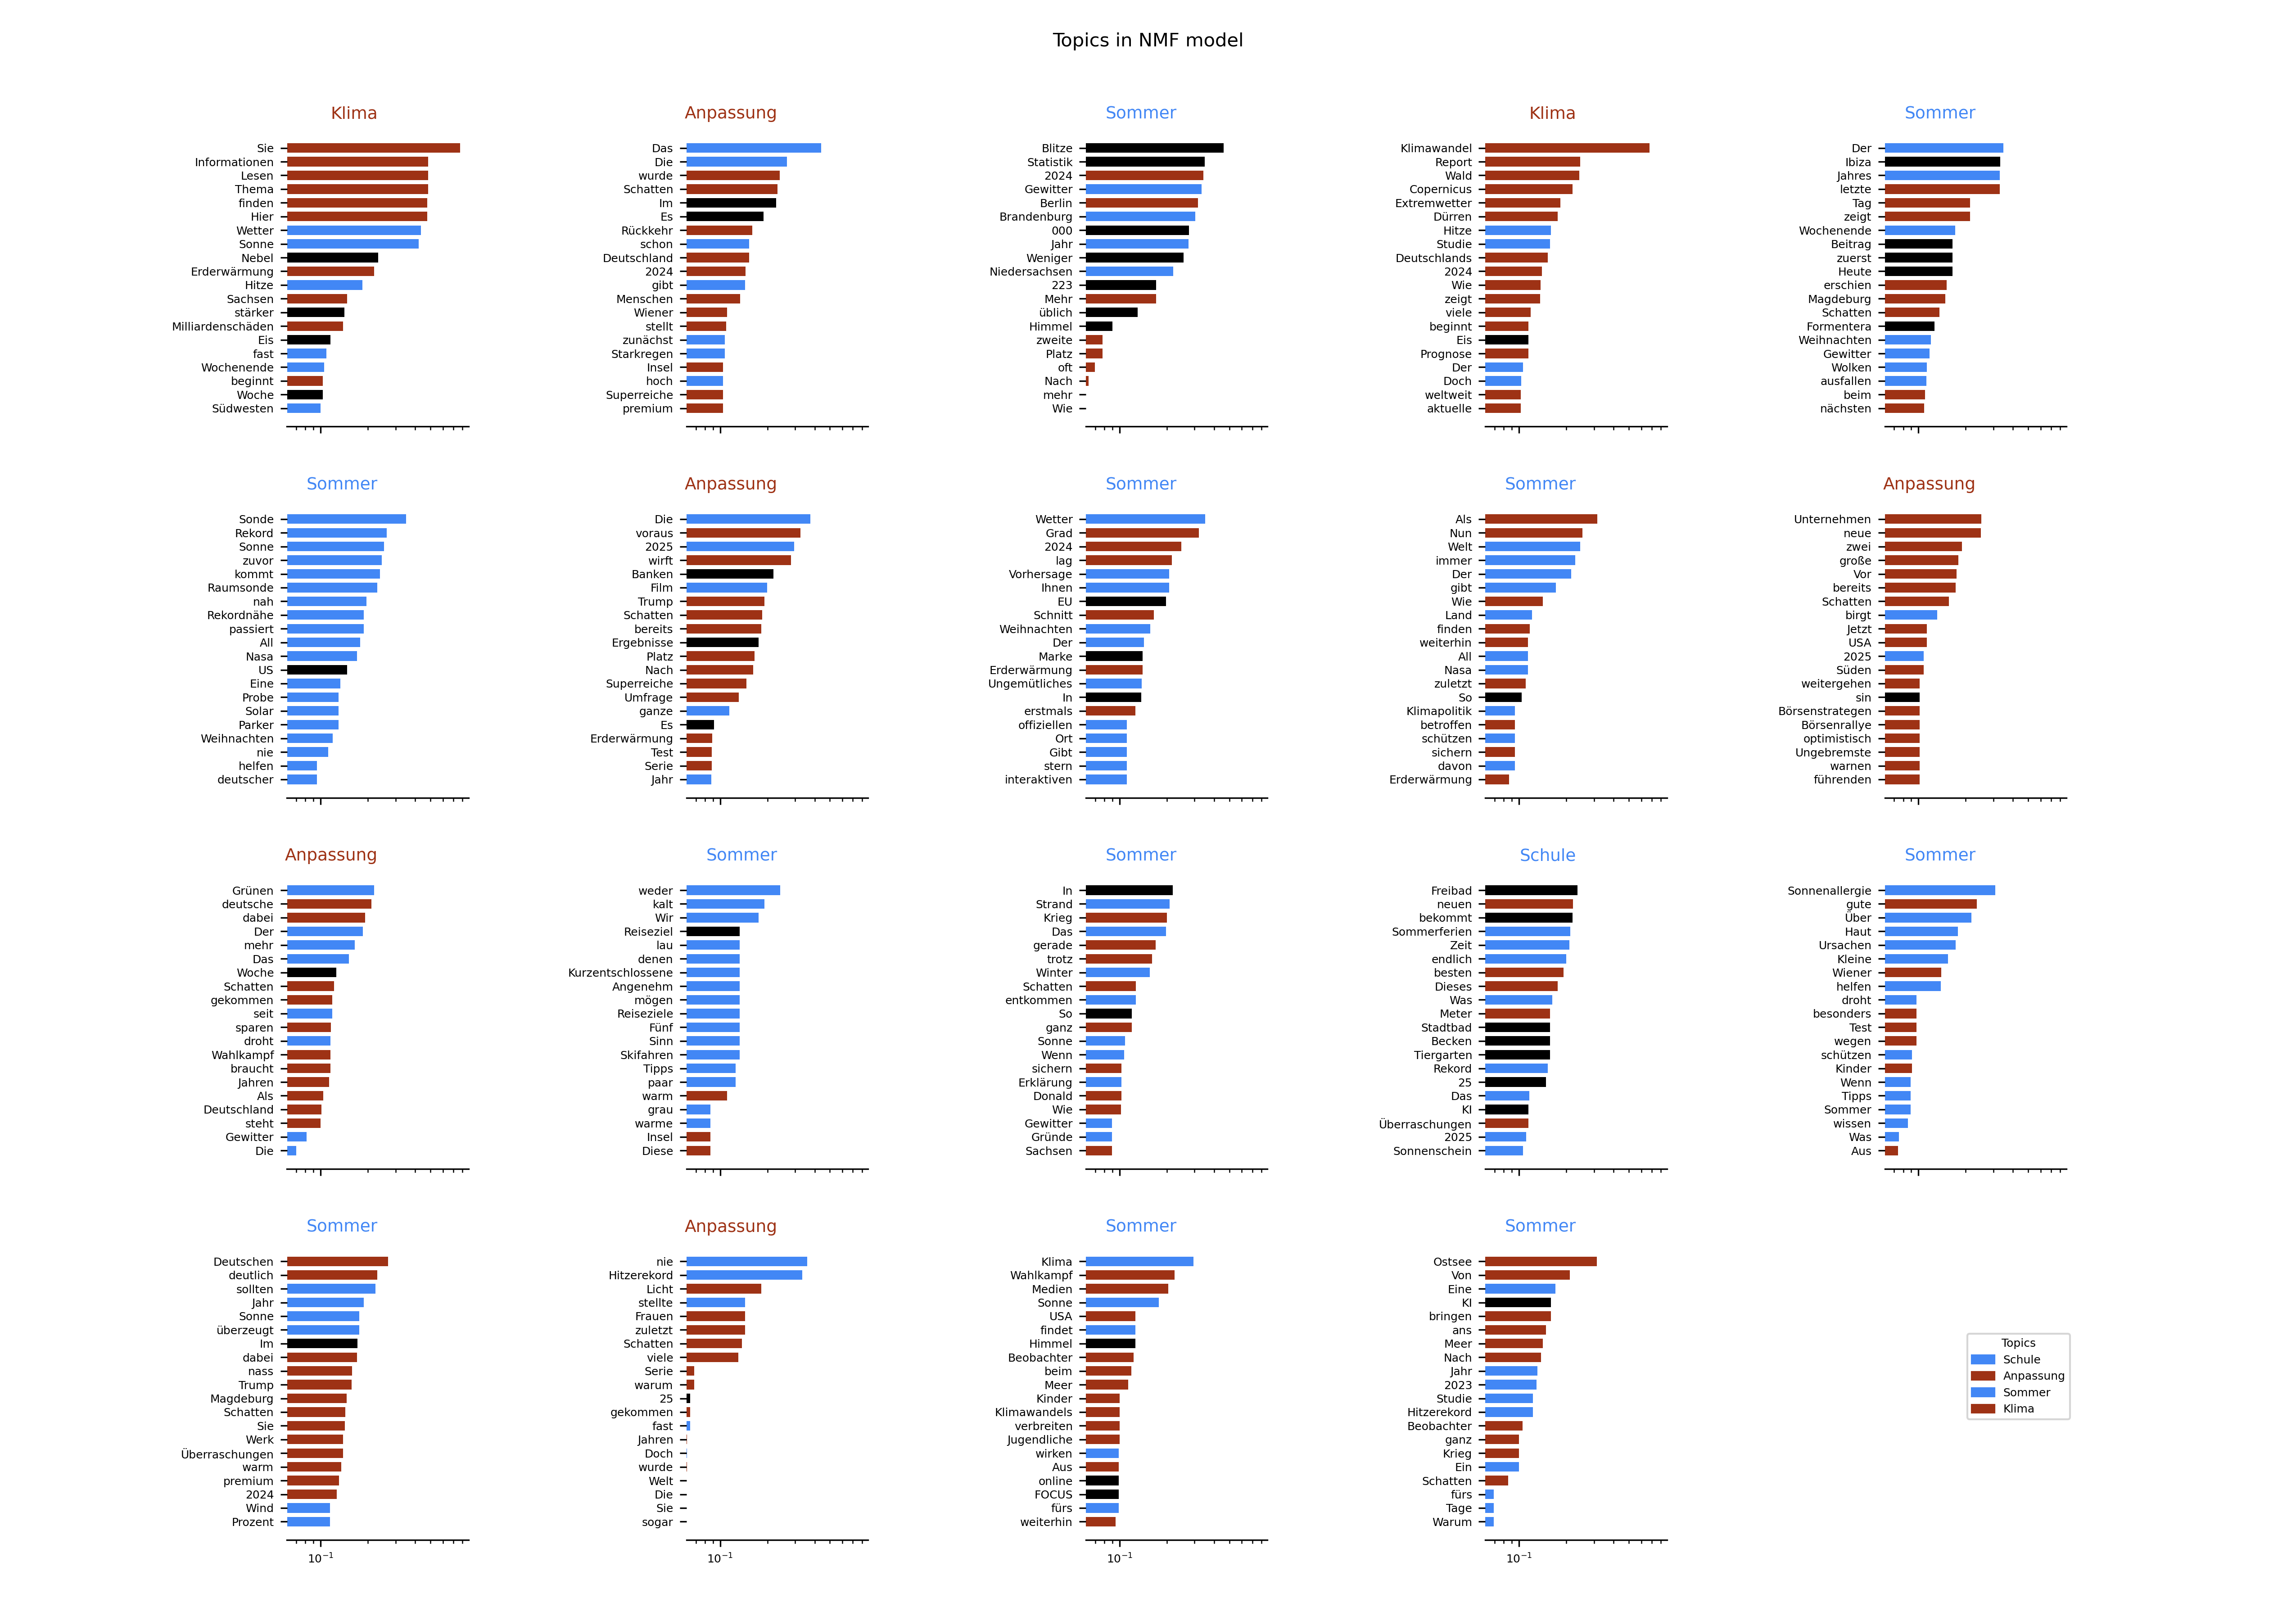 Topics in NMF model
Klima
Sie
Informationen
Lesen
Thema
finden
Hier
Wetter
Sonne
Nebel
Erderwärmung
Hitze
Sachsen
stärker
Milliardenschäden
Eis
fast
Wochenende
beginnt
Woche
Südwesten
Anpassung
Das
Die
wurde
Schatten
Im
Es
Rückkehr
schon
Deutschland
2024
gibt
Menschen
Wiener
stellt
zunächst
Starkregen
Insel
hoch
Superreiche
premium
Sommer
Blitze
Statistik
2024
Gewitter
Berlin
Brandenburg
000
Jahr
Weniger
Niedersachsen
223
Mehr
üblich
Himmel
zweite
Platz
oft
Nach
mehr
Wie
Klima
Klimawandel
Report
Wald
Copernicus
Extremwetter
Dürren
Hitze
Studie
Deutschlands
2024
Wie
zeigt
viele
beginnt
Eis
Prognose
Der
Doch
weltweit
aktuelle
Sommer
Der
Ibiza
Jahres
letzte
Tag
zeigt
Wochenende
Beitrag
zuerst
Heute
erschien
Magdeburg
Schatten
Formentera
Weihnachten
Gewitter
Wolken
ausfallen
beim
nächsten
Sommer
Sonde
Rekord
Sonne
zuvor
kommt
Raumsonde
nah
Rekordnähe
passiert
All
Nasa
US
Eine
Probe
Solar
Parker
Weihnachten
nie
helfen
deutscher
Anpassung
Die
voraus
2025
wirft
Banken
Film
Trump
Schatten
bereits
Ergebnisse
Platz
Nach
Superreiche
Umfrage
ganze
Es
Erderwärmung
Test
Serie
Jahr
Sommer
Wetter
Grad
2024
lag
Vorhersage
Ihnen
EU
Schnitt
Weihnachten
Der
Marke
Erderwärmung
Ungemütliches
In
erstmals
offiziellen
Ort
Gibt
stern
interaktiven
Sommer
Als
Nun
Welt
immer
Der
gibt
Wie
Land
finden
weiterhin
All
Nasa
zuletzt
So
Klimapolitik
betroffen
schützen
sichern
davon
Erderwärmung
Anpassung
Unternehmen
neue
zwei
große
Vor
bereits
Schatten
birgt
Jetzt
USA
2025
Süden
weitergehen
sin
Börsenstrategen
Börsenrallye
optimistisch
Ungebremste
warnen
führenden
Anpassung
Grünen
deutsche
dabei
Der
mehr
Das
Woche
Schatten
gekommen
seit
sparen
droht
Wahlkampf
braucht
Jahren
Als
Deutschland
steht
Gewitter
Die
Sommer
weder
kalt
Wir
Reiseziel
lau
denen
Kurzentschlossene
Angenehm
mögen
Reiseziele
Fünf
Sinn
Skifahren
Tipps
paar
warm
grau
warme
Insel
Diese
Sommer
In
Strand
Krieg
Das
gerade
trotz
Winter
Schatten
entkommen
So
ganz
Sonne
Wenn
sichern
Erklärung
Donald
Wie
Gewitter
Gründe
Sachsen
Schule
Freibad
neuen
bekommt
Sommerferien
Zeit
endlich
besten
Dieses
Was
Meter
Stadtbad
Becken
Tiergarten
Rekord
25
Das
KI
Überraschungen
2025
Sonnenschein
Sommer
Sonnenallergie
gute
Über
Haut
Ursachen
Kleine
Wiener
helfen
droht
besonders
Test
wegen
schützen
Kinder
Wenn
Tipps
Sommer
wissen
Was
Aus
Sommer
Deutschen
deutlich
sollten
Jahr
Sonne
überzeugt
Im
dabei
nass
Trump
Magdeburg
Schatten
Sie
Werk
Überraschungen
warm
premium
2024
Wind
Prozent
10⁻¹
Anpassung
nie
Hitzerekord
Licht
stellte
Frauen
zuletzt
Schatten
viele
Serie
warum
25
gekommen
fast
Jahren
Doch
wurde
Welt
Die
Sie
sogar
10⁻¹
Sommer
Klima
Wahlkampf
Medien
Sonne
USA
findet
Himmel
Beobachter
beim
Meer
Kinder
Klimawandels
verbreiten
Jugendliche
wirken
Aus
online
FOCUS
fürs
weiterhin
10⁻¹
Sommer
Ostsee
Von
Eine
KI
bringen
ans
Meer
Nach
Jahr
2023
Studie
Hitzerekord
Beobachter
ganz
Krieg
Ein
Schatten
fürs
Tage
Warum
10⁻¹
Topics
Schule
Anpassung
Sommer
Klima